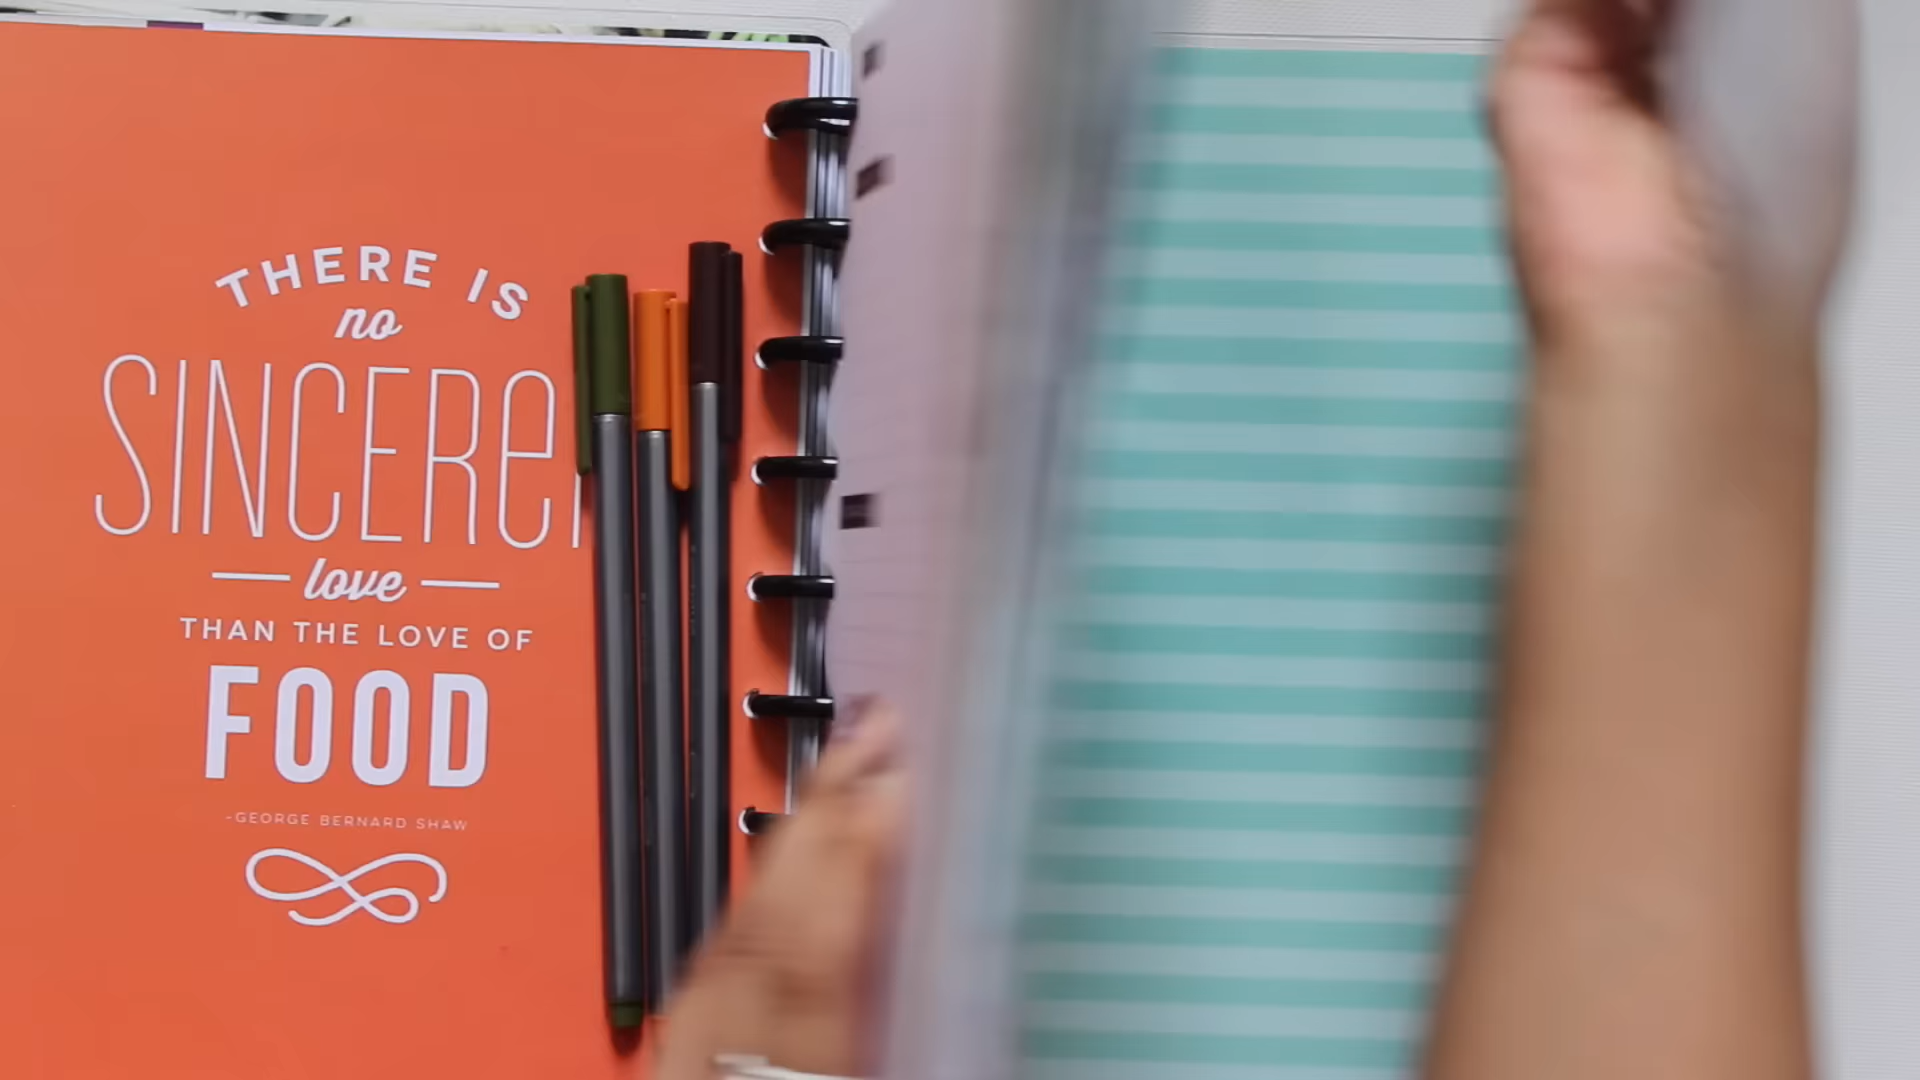 THERE IS
no
SINCERER
love
THAN THE LOVE OF
FOOD
-GEORGE BERNARD SHAW